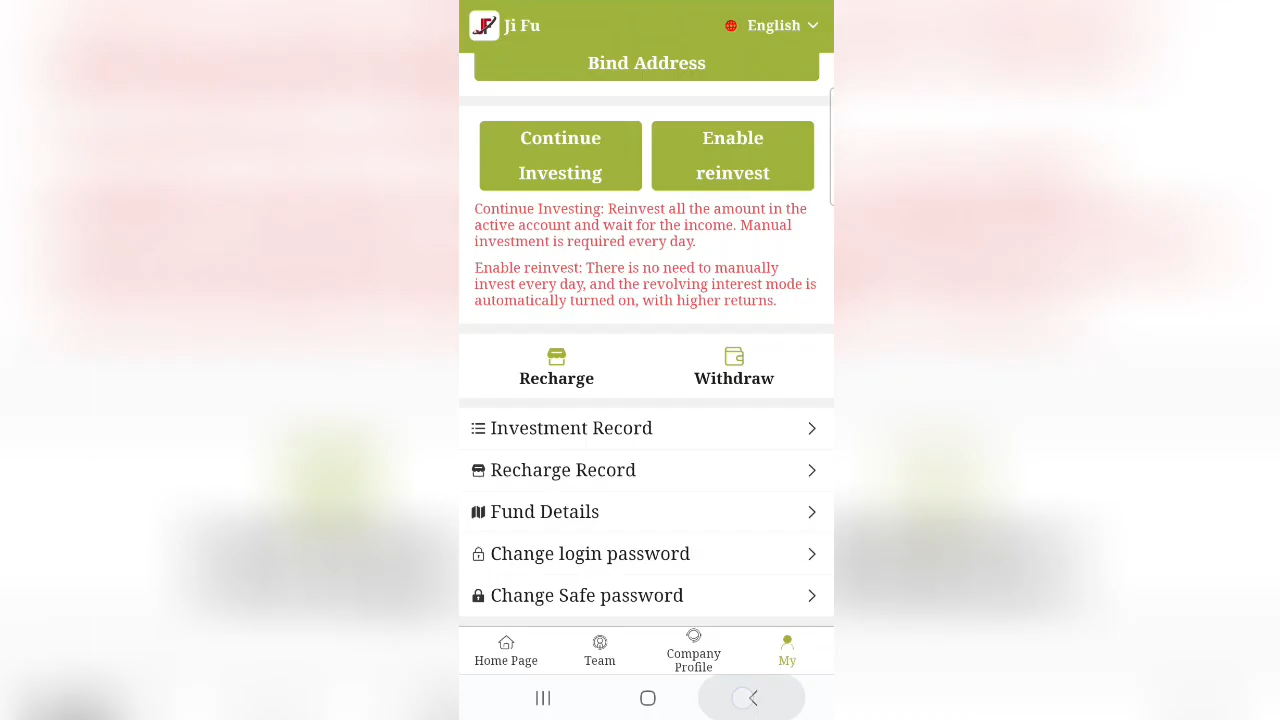 Ji Fu
English
Bind Address
Continue
Investing
Enable
reinvest
Continue Investing: Reinvest all the amount in the
active account and wait for the income. Manual
investment is required every day.
Enable reinvest: There is no need to manually
invest every day, and the revolving interest mode is
automatically turned on, with higher returns.
Recharge
Withdraw
Investment Record
Recharge Record
Fund Details
Change login password
Change Safe password
Home Page
Team
Company
Profile
My